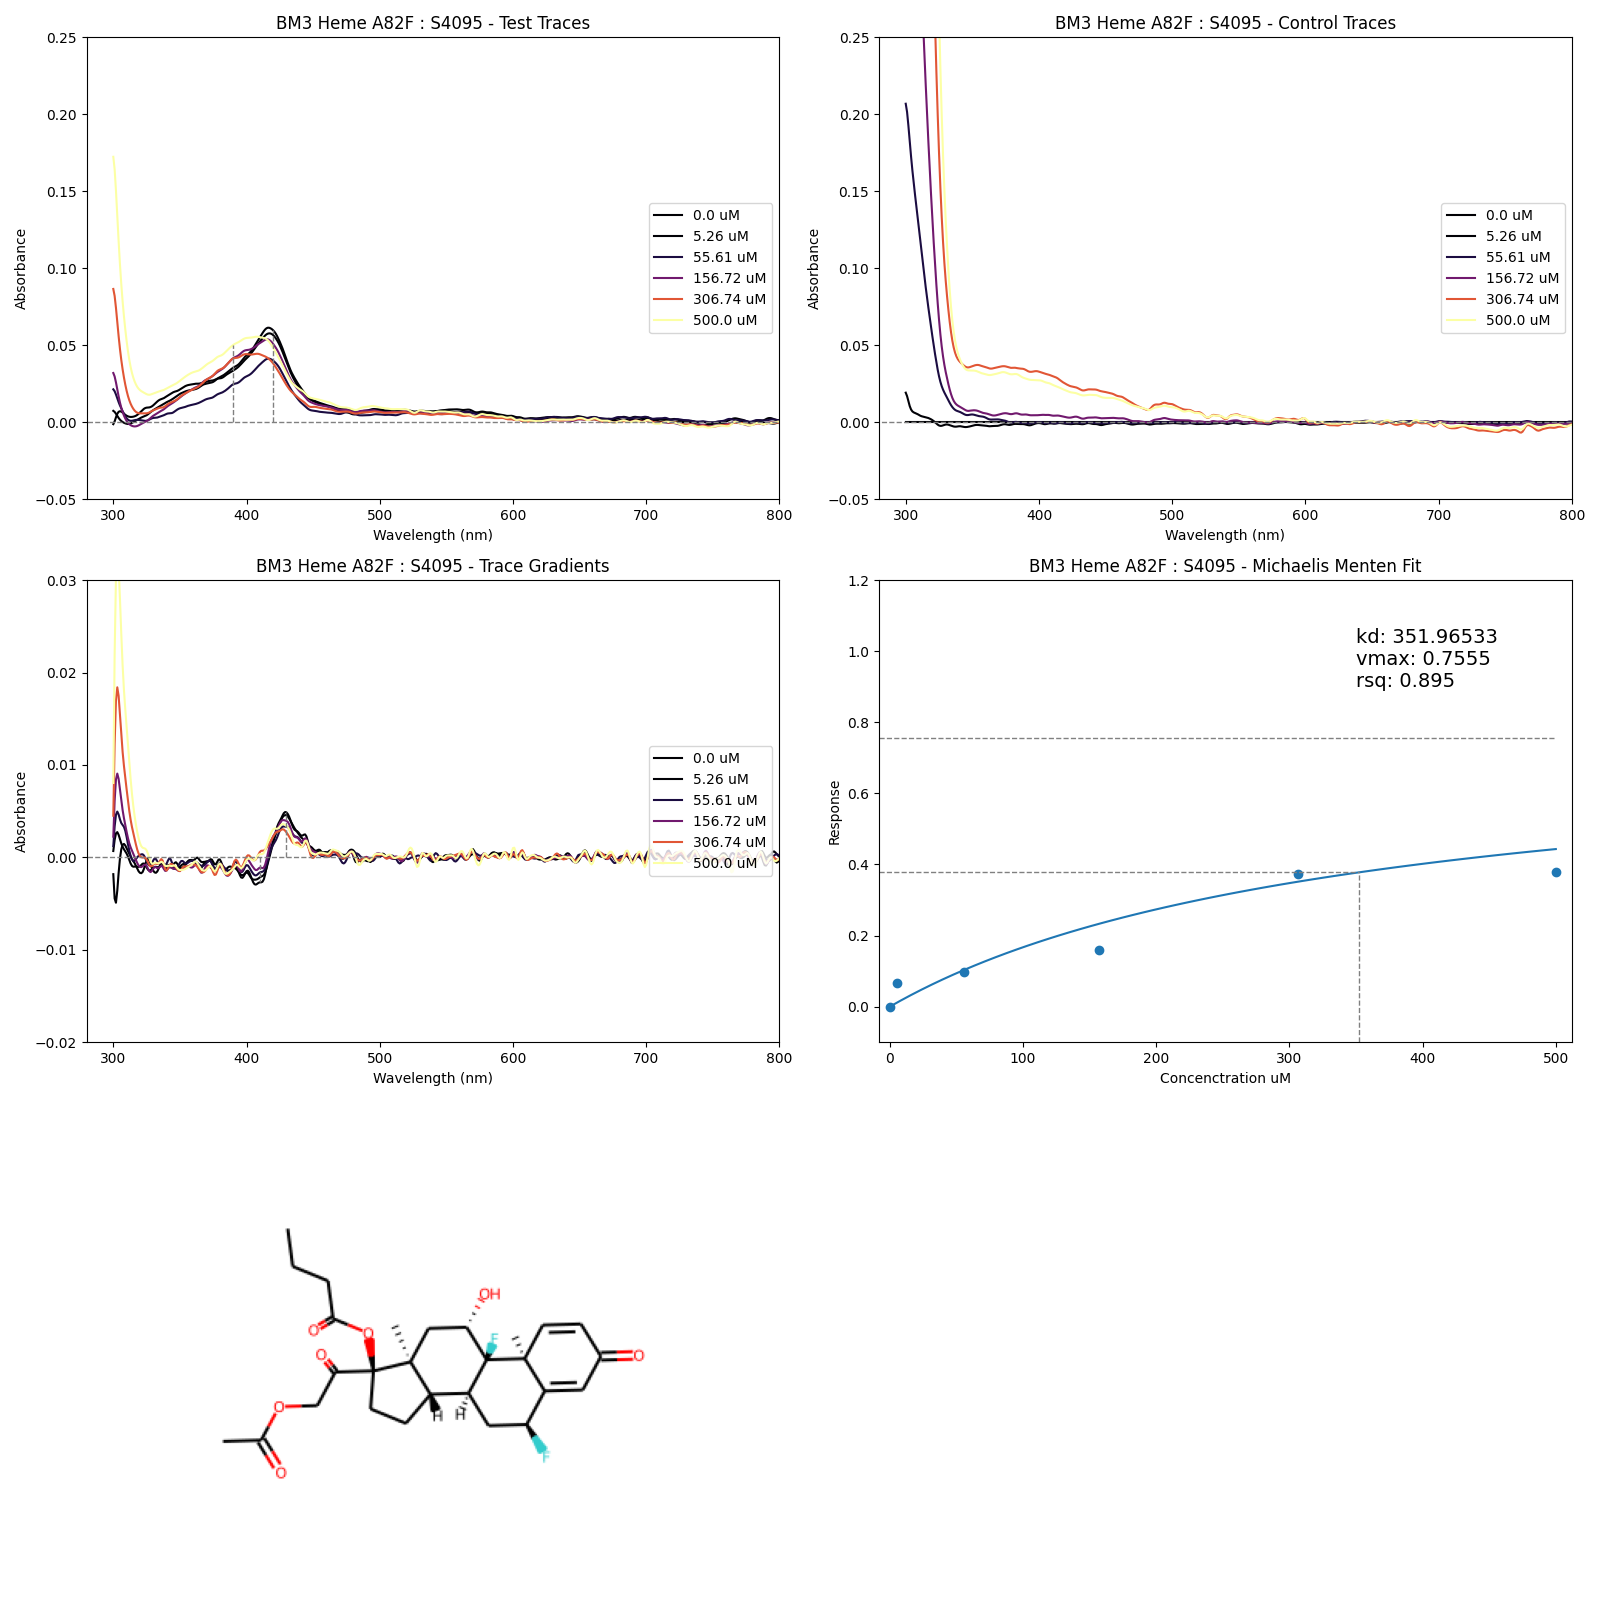 BM3 Heme A82F : S4095 - Test Traces
0.25
0.20
0.15
0.10
0.05
0.00
−0.05
Absorbance
300
400
500
600
700
800
Wavelength (nm)
0.0 uM
5.26 uM
55.61 uM
156.72 uM
306.74 uM
500.0 uM
BM3 Heme A82F : S4095 - Control Traces
0.25
0.20
0.15
0.10
0.05
0.00
−0.05
Absorbance
300
400
500
600
700
800
Wavelength (nm)
0.0 uM
5.26 uM
55.61 uM
156.72 uM
306.74 uM
500.0 uM
BM3 Heme A82F : S4095 - Trace Gradients
0.03
0.02
0.01
0.00
−0.01
−0.02
Absorbance
300
400
500
600
700
800
Wavelength (nm)
0.0 uM
5.26 uM
55.61 uM
156.72 uM
306.74 uM
500.0 uM
BM3 Heme A82F : S4095 - Michaelis Menten Fit
1.2
1.0
0.8
0.6
0.4
0.2
0.0
Response
0
100
200
300
400
500
Concenctration uM
kd: 351.96533
vmax: 0.7555
rsq: 0.895
OH
O
O
F
O
O
O
H
H
F
O